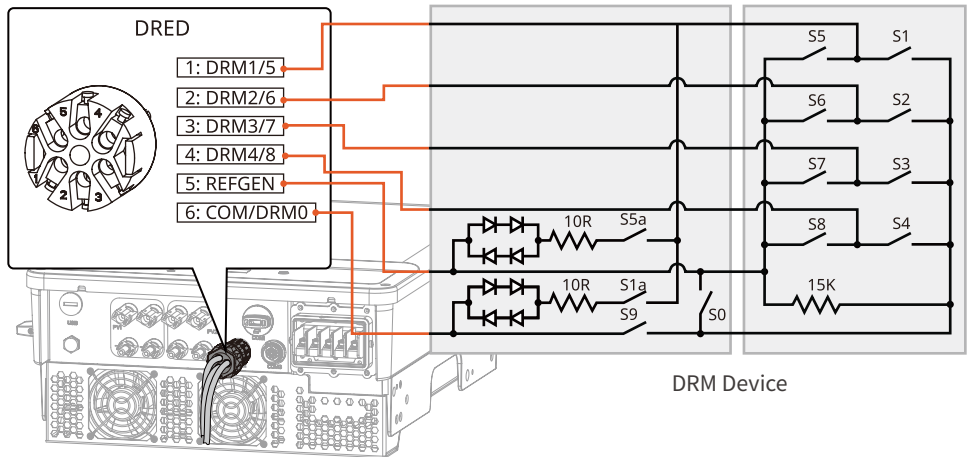 DRED
1: DRM1/5
2: DRM2/6
3: DRM3/7
4: DRM4/8
5: REFGEN
6: COM/DRM0
5
4
2
3
S5
S1
S6
S2
S7
S3
S8
S4
10R
S5a
10R
S1a
S9
S0
15K
DRM Device